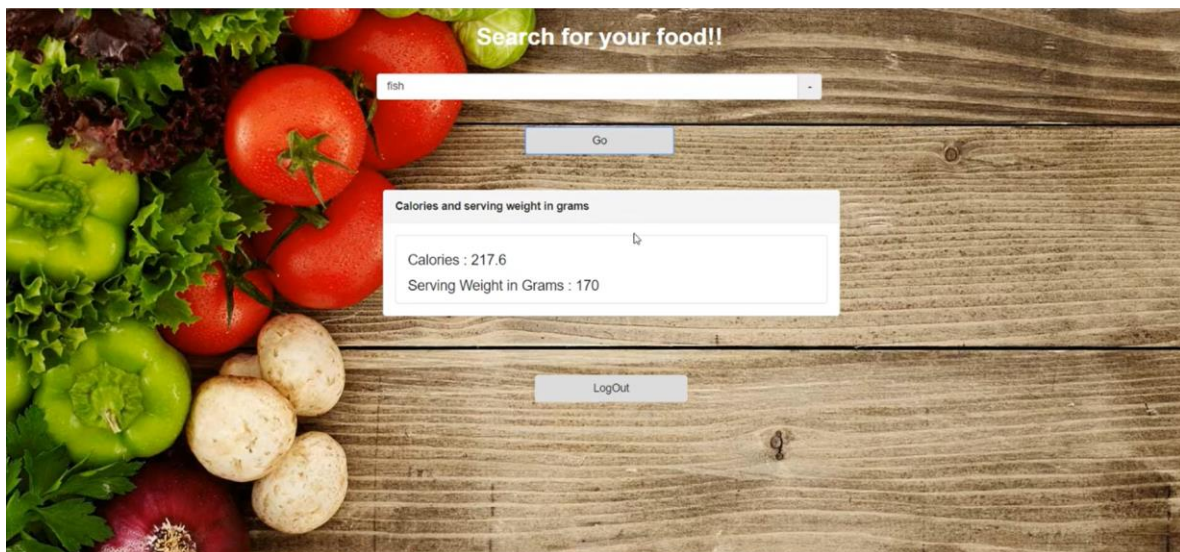 Search for your food!!
fish
-
Go
Calories and serving weight in grams
Calories : 217.6
Serving Weight in Grams : 170
LogOut